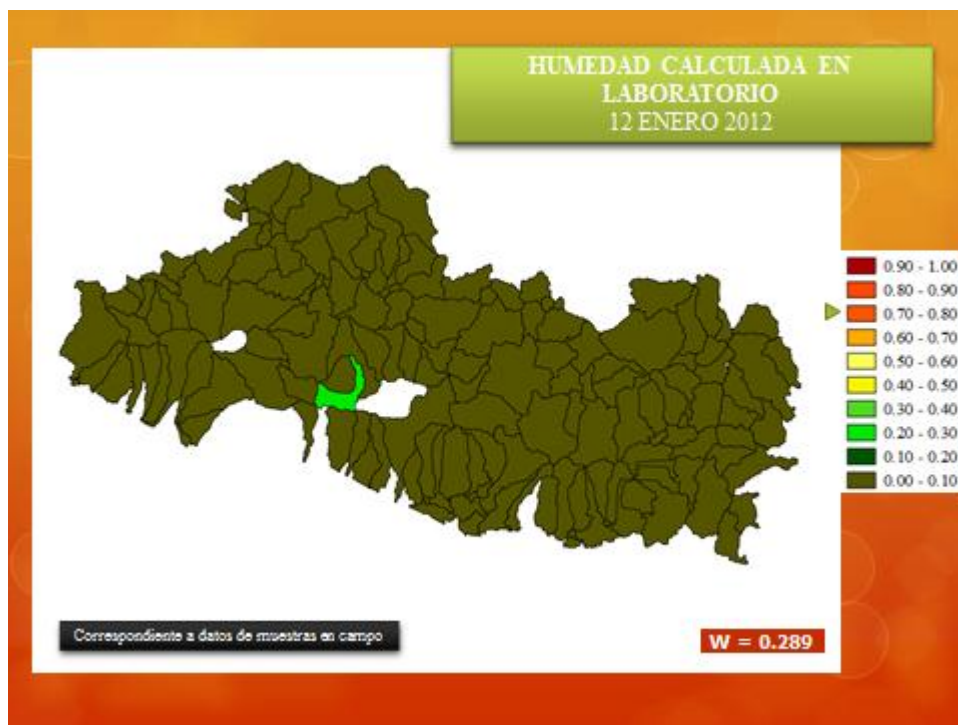 HUMEDAD CALCULADA EN
LABORATORIO
12 ENERO 2012
0.90 - 1.00
0.80 - 0.90
0.70 - 0.80
0.60 - 0.70
0.50 - 0.60
0.40 - 0.50
0.30 - 0.40
0.20 - 0.30
0.10 - 0.20
0.00 - 0.10
Correspondiente a datos de muestras en campo
W = 0.289